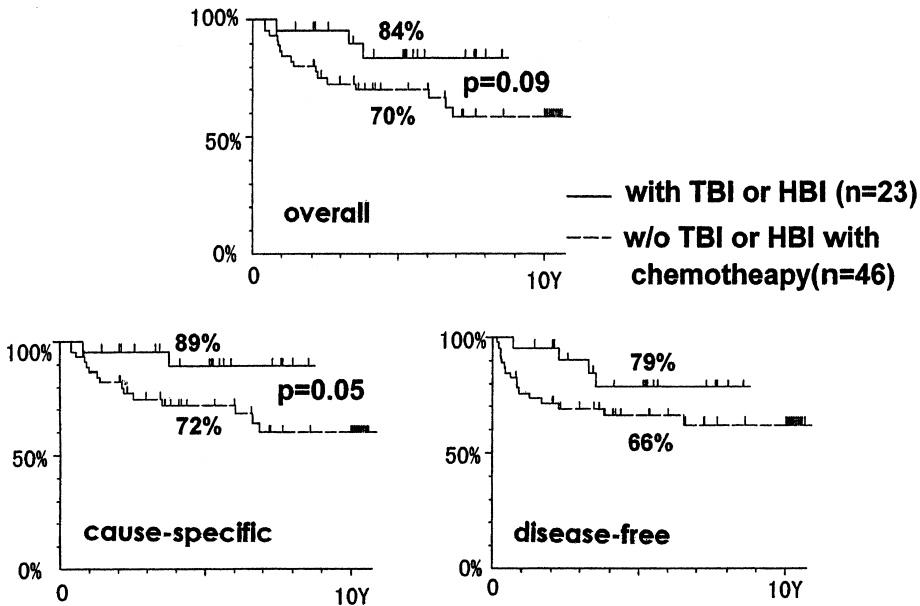 100%
84%
p=0.09
70%
50%
overall
0%
0
10Y
with TBI or HBI (n=23)
w/o TBI or HBI with
chemotheapy(n=46)
100%
89%
p=0.05
72%
50%
cause-specific
0%
0
10Y
100%
79%
66%
50%
disease-free
0%
0
10Y